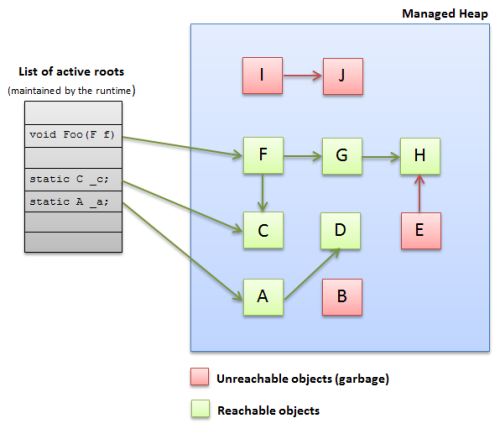 Managed Heap
List of active roots
(maintained by the runtime)
void Foo(F f)
static C _c;
static A _a;
I J
F G H
C D E
A B
Unreachable objects (garbage)
Reachable objects